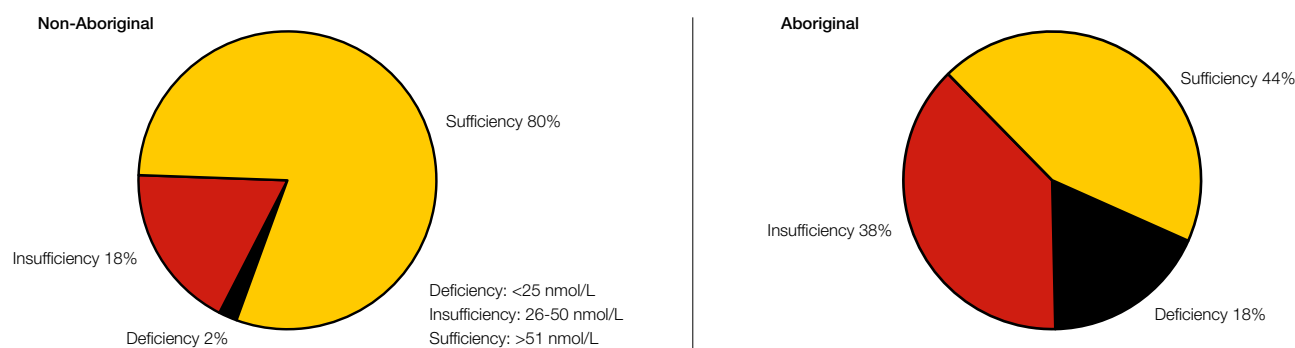 Non-Aboriginal
Sufficiency 80%
Insufficiency 18%
Deficiency 2%
Deficiency: <25 nmol/L
Insufficiency: 26-50 nmol/L
Sufficiency: >51 nmol/L
Aboriginal
Sufficiency 44%
Insufficiency 38%
Deficiency 18%